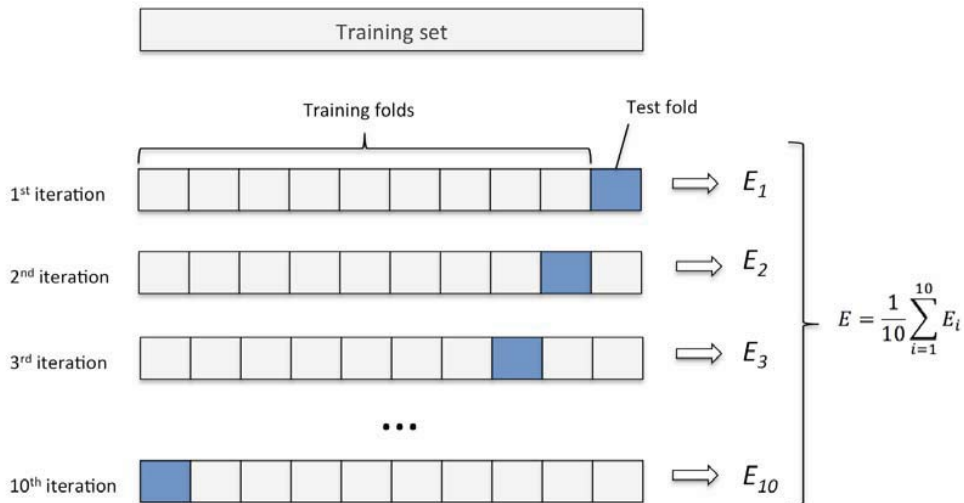 Training set
Training folds
Test fold
1st iteration
E1
2nd iteration
E2
3rd iteration
E3
E = 1/10 ∑ i=1 10 Ei
...
10th iteration
E10